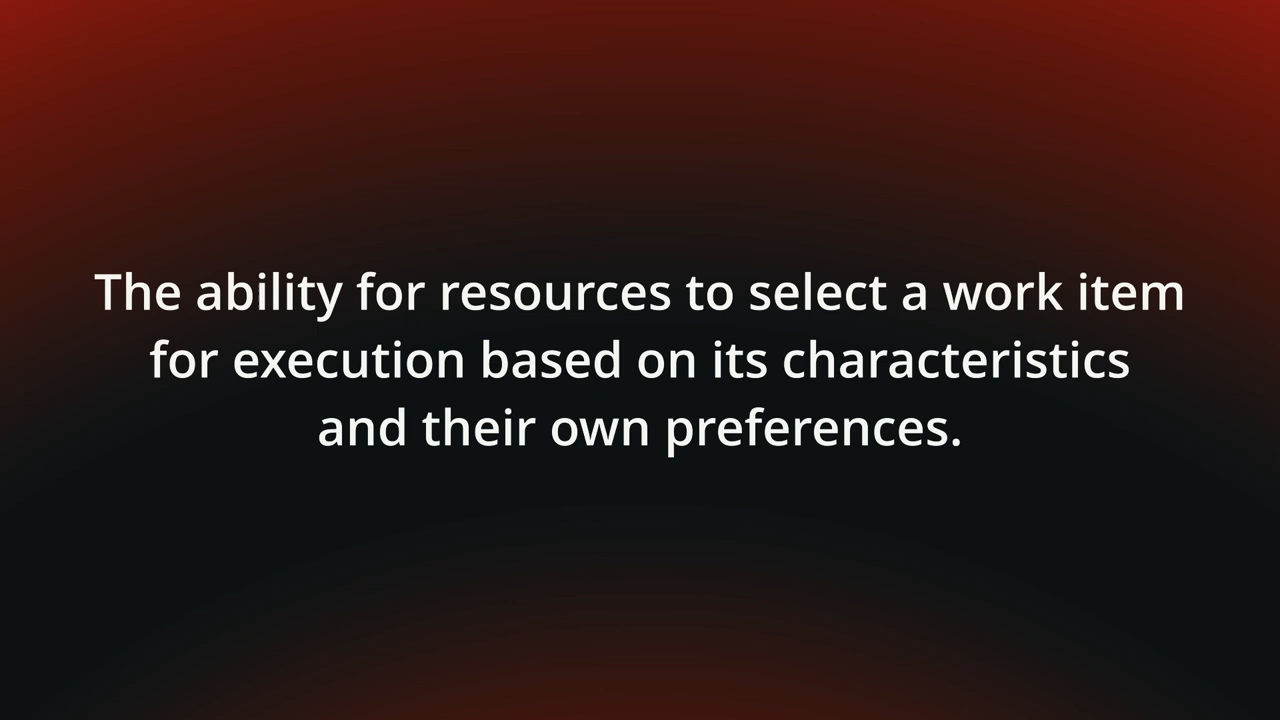 The ability for resources to select a work item
for execution based on its characteristics
and their own preferences.